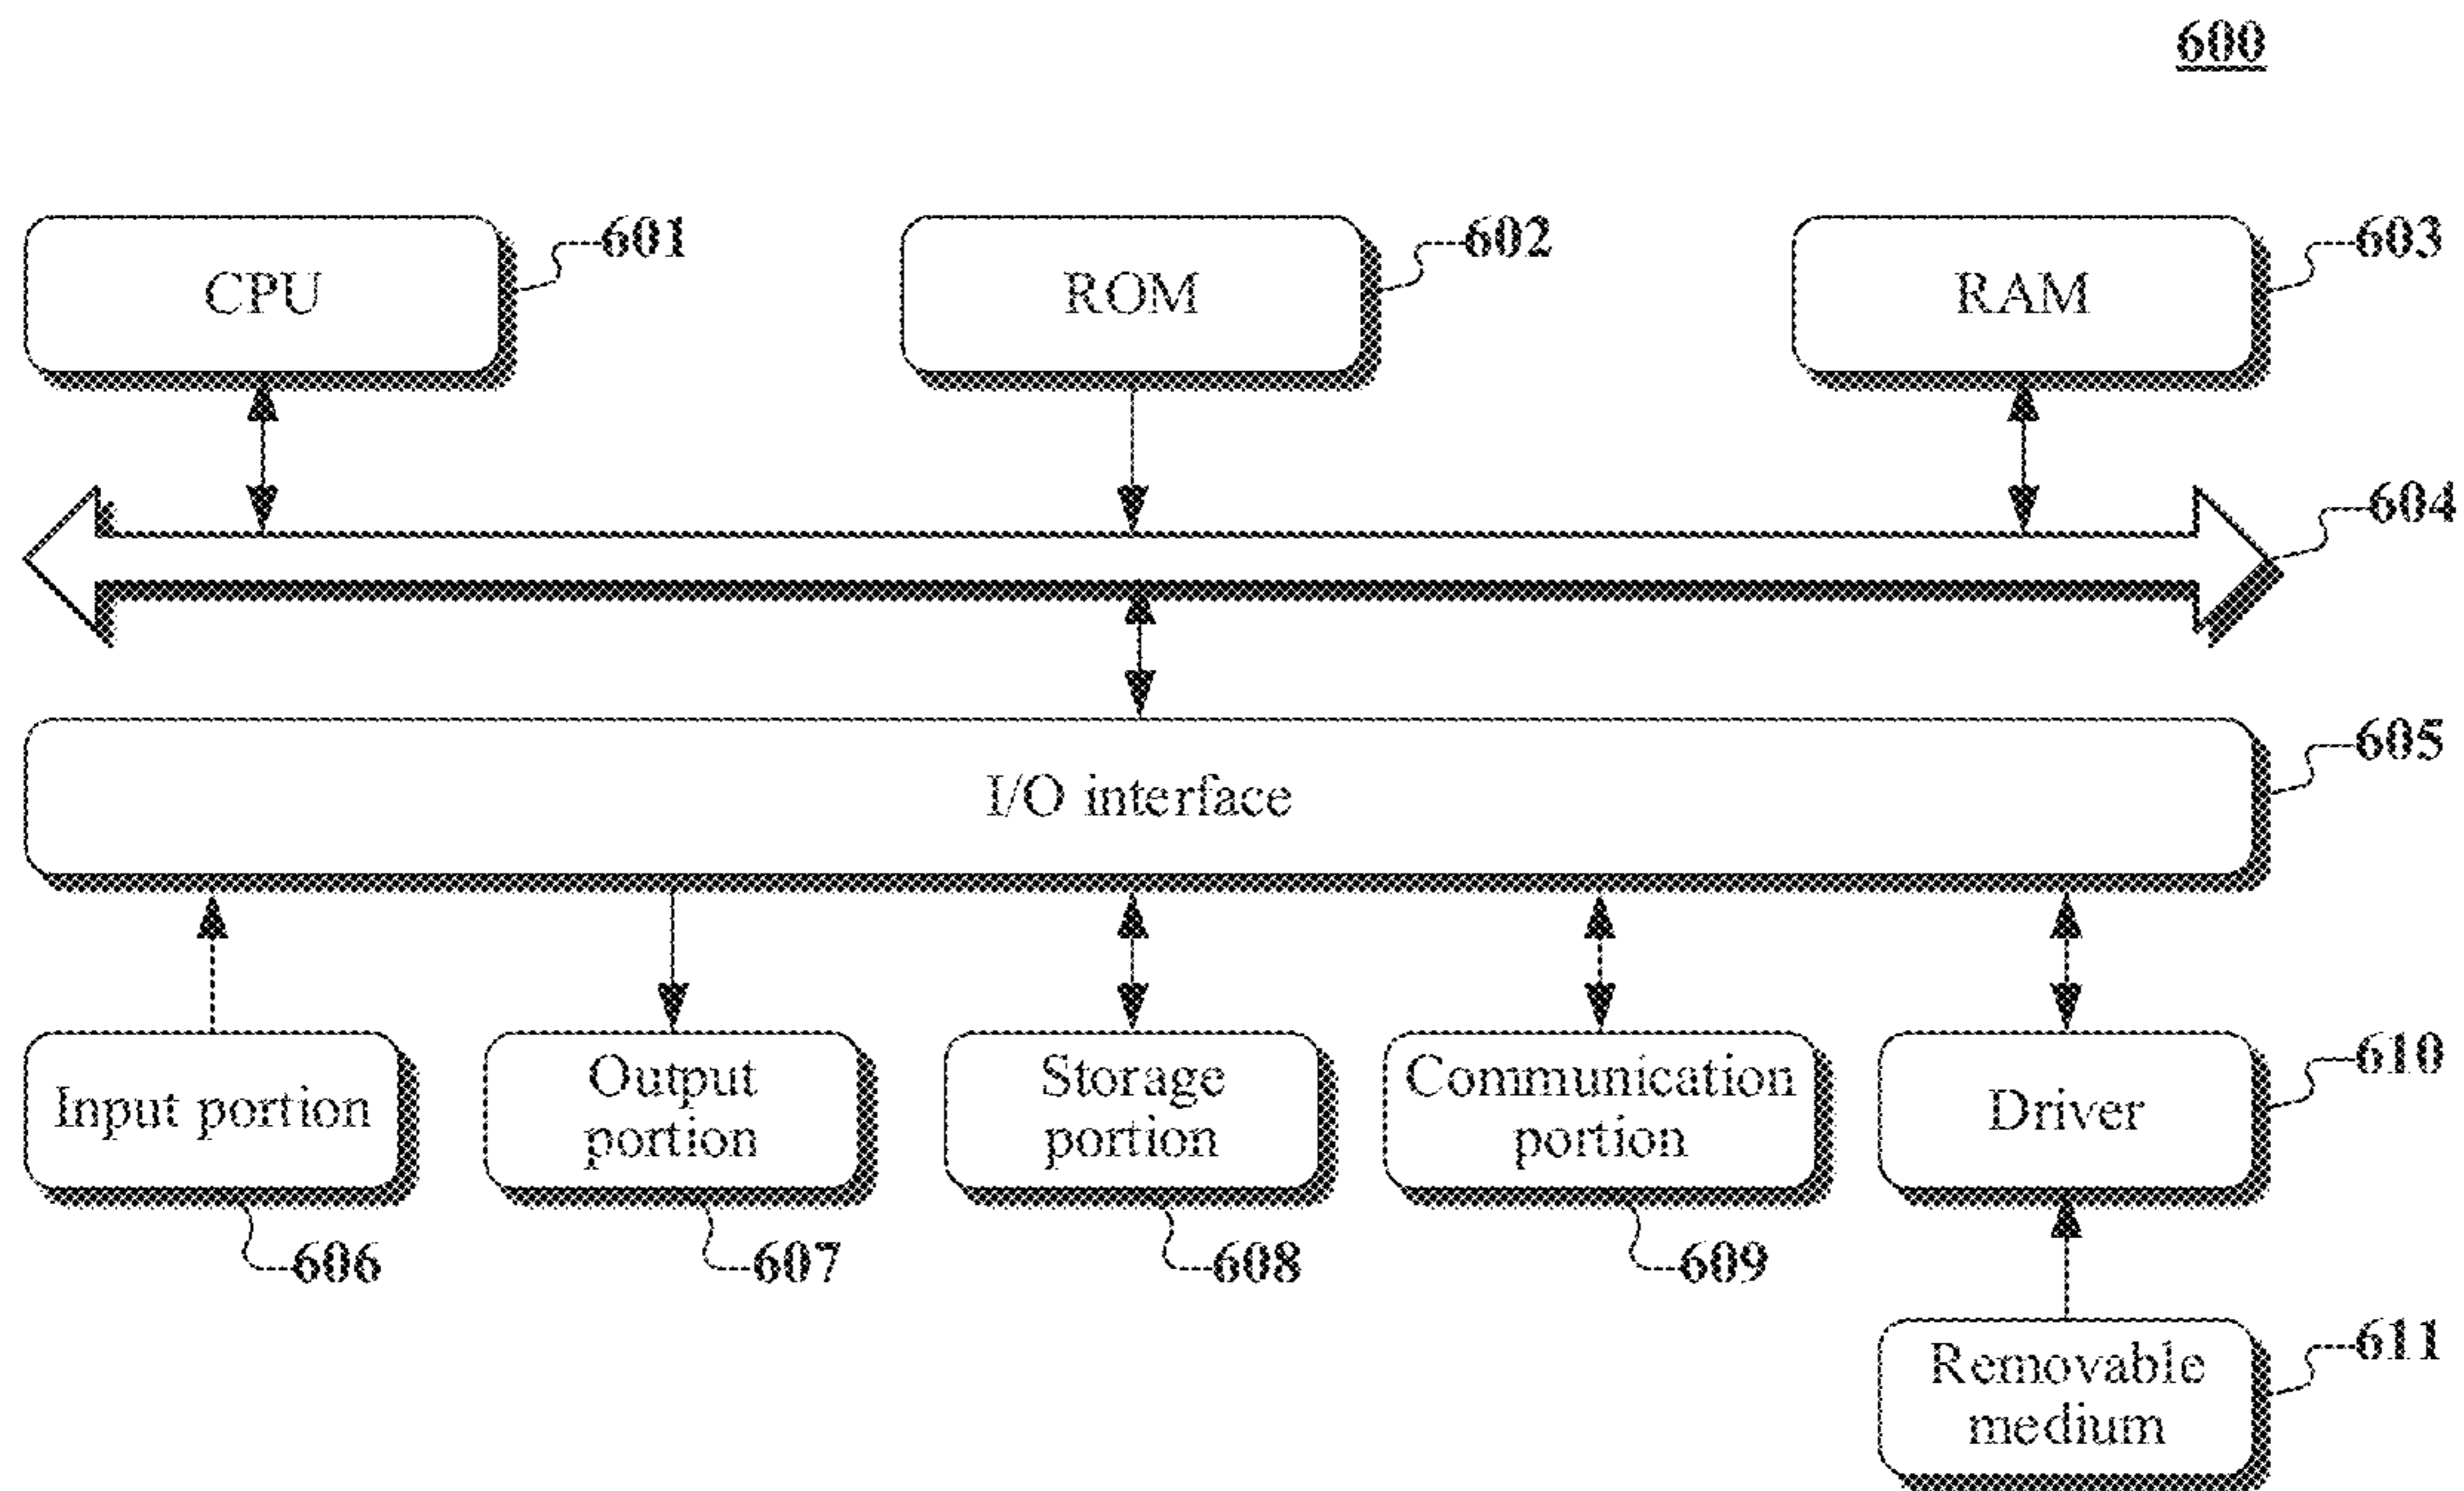 600
CPU
601
ROM
602
RAM
603
604
I/O interface
605
Input portion
606
Output
portion
607
Storage
portion
608
Communication
portion
609
Driver
610
Removable
medium
611